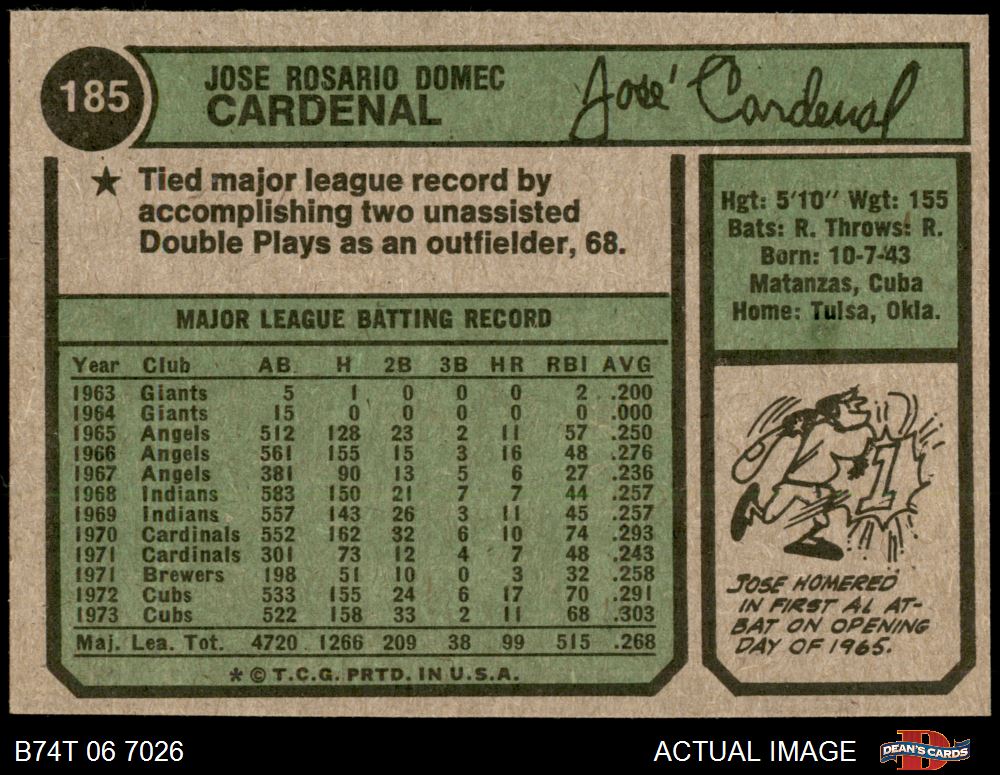 185
JOSE ROSARIO DOMEC
CARDENAL
José Cardenal
★ Tied major league record by
accomplishing two unassisted
Double Plays as an outfielder, 68.
Hgt: 5'10" Wgt: 155
Bats: R. Throws: R.
Born: 10-7-43
Matanzas, Cuba
Home: Tulsa, Okla.
MAJOR LEAGUE BATTING RECORD
Year Club AB. H 2B 3B HR RBI AVG
1963 Giants 5 1 0 0 0 2 .200
1964 Giants 15 0 0 0 0 0 .000
1965 Angels 512 128 23 2 11 57 .250
1966 Angels 561 155 15 3 16 48 .276
1967 Angels 381 90 13 5 6 27 .236
1968 Indians 583 150 21 7 7 44 .257
1969 Indians 557 143 26 3 11 45 .257
1970 Cardinals 552 162 32 6 10 74 .293
1971 Cardinals 301 73 12 4 7 48 .243
1971 Brewers 198 51 10 0 3 32 .258
1972 Cubs 533 155 24 6 17 70 .291
1973 Cubs 522 158 33 2 11 68 .303
Maj. Lea. Tot. 4720 1266 209 38 99 515 .268
* © T.C.G. PRTD. IN U.S.A.
1
JOSE HOMERED
IN FIRST AL AT-
BAT ON OPENING
DAY OF 1965.
B74T 06 7026
ACTUAL IMAGE
D
DEAN'S CARDS